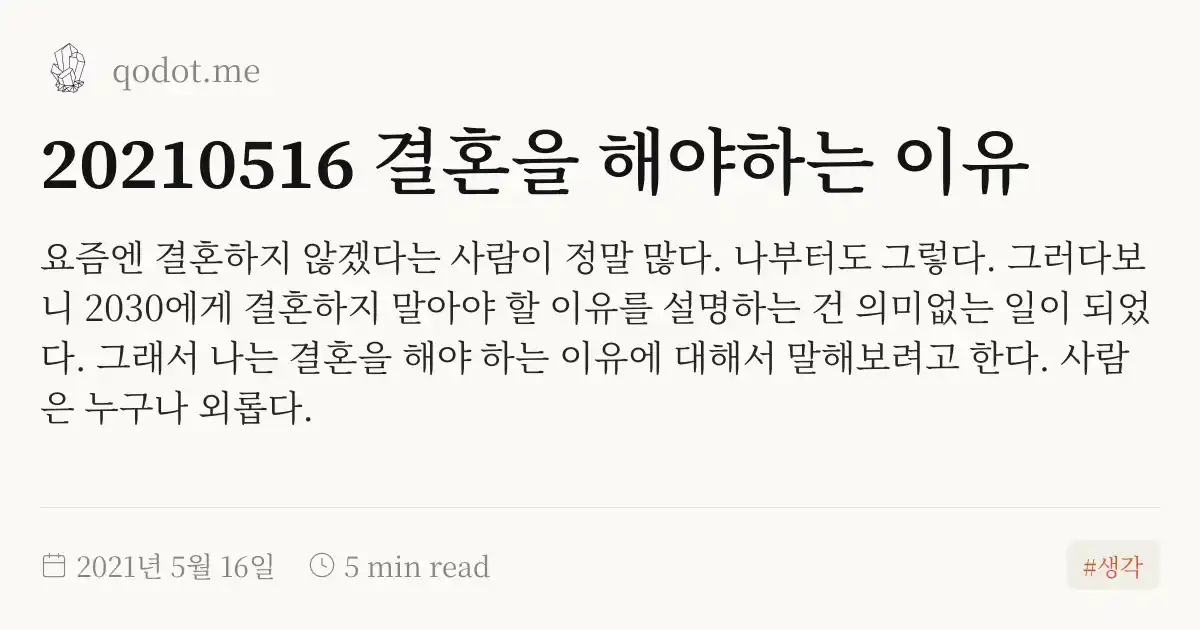 qodot.me
20210516 결혼을 해야하는 이유
요즘엔 결혼하지 않겠다는 사람이 정말 많다. 나부터도 그렇다. 그러다보
니 2030에게 결혼하지 말아야 할 이유를 설명하는 건 의미없는 일이 되었
다. 그래서 나는 결혼을 해야 하는 이유에 대해서 말해보려고 한다. 사람
은 누구나 외롭다.
2021년 5월 16일 5 min read #생각